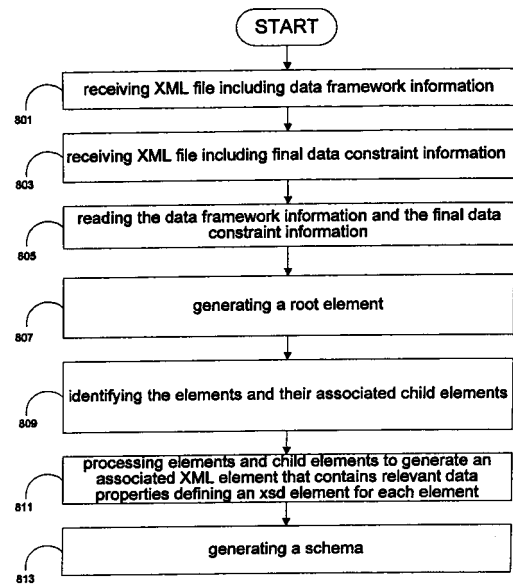 START
receiving XML file including data framework information
801
receiving XML file including final data constraint information
803
reading the data framework information and the final data
constraint information
805
generating a root element
807
identifying the elements and their associated child elements
809
processing elements and child elements to generate an
associated XML element that contains relevant data
properties defining an xsd element for each element
811
generating a schema
813